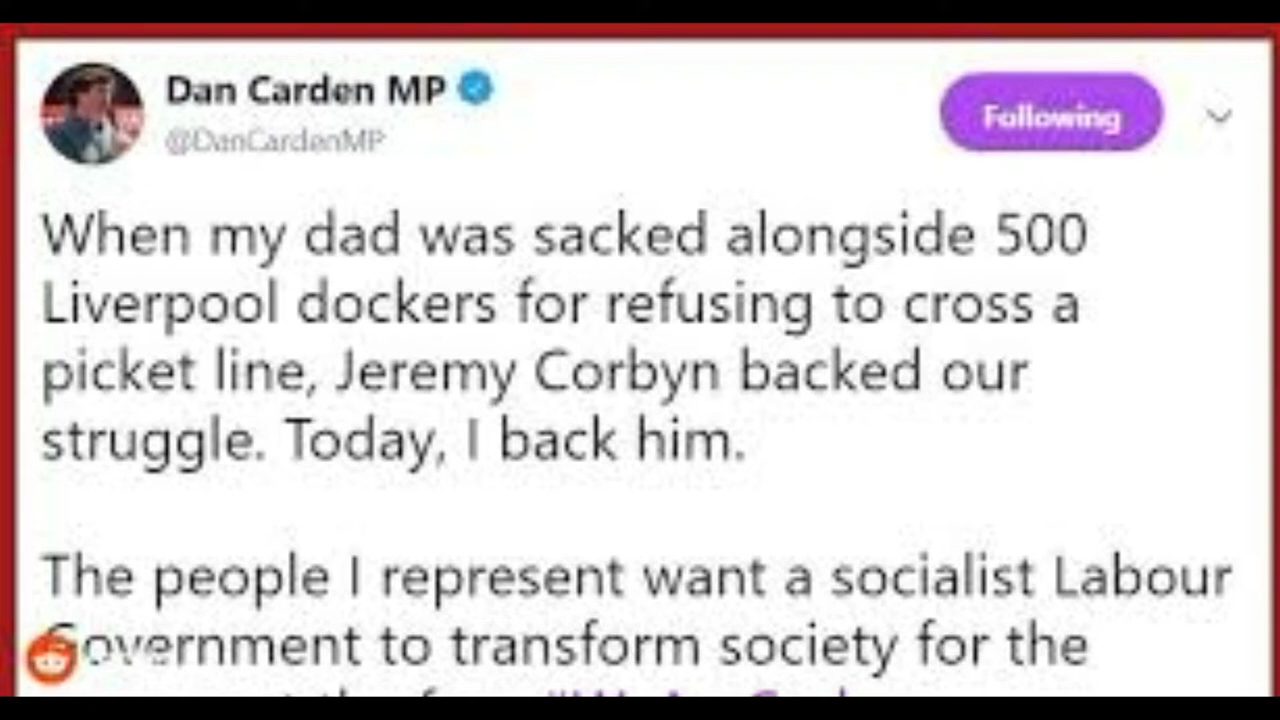 Dan Carden MP
@DanCardenMP
Following
When my dad was sacked alongside 500
Liverpool dockers for refusing to cross a
picket line, Jeremy Corbyn backed our
struggle. Today, I back him.
The people I represent want a socialist Labour
Government to transform society for the